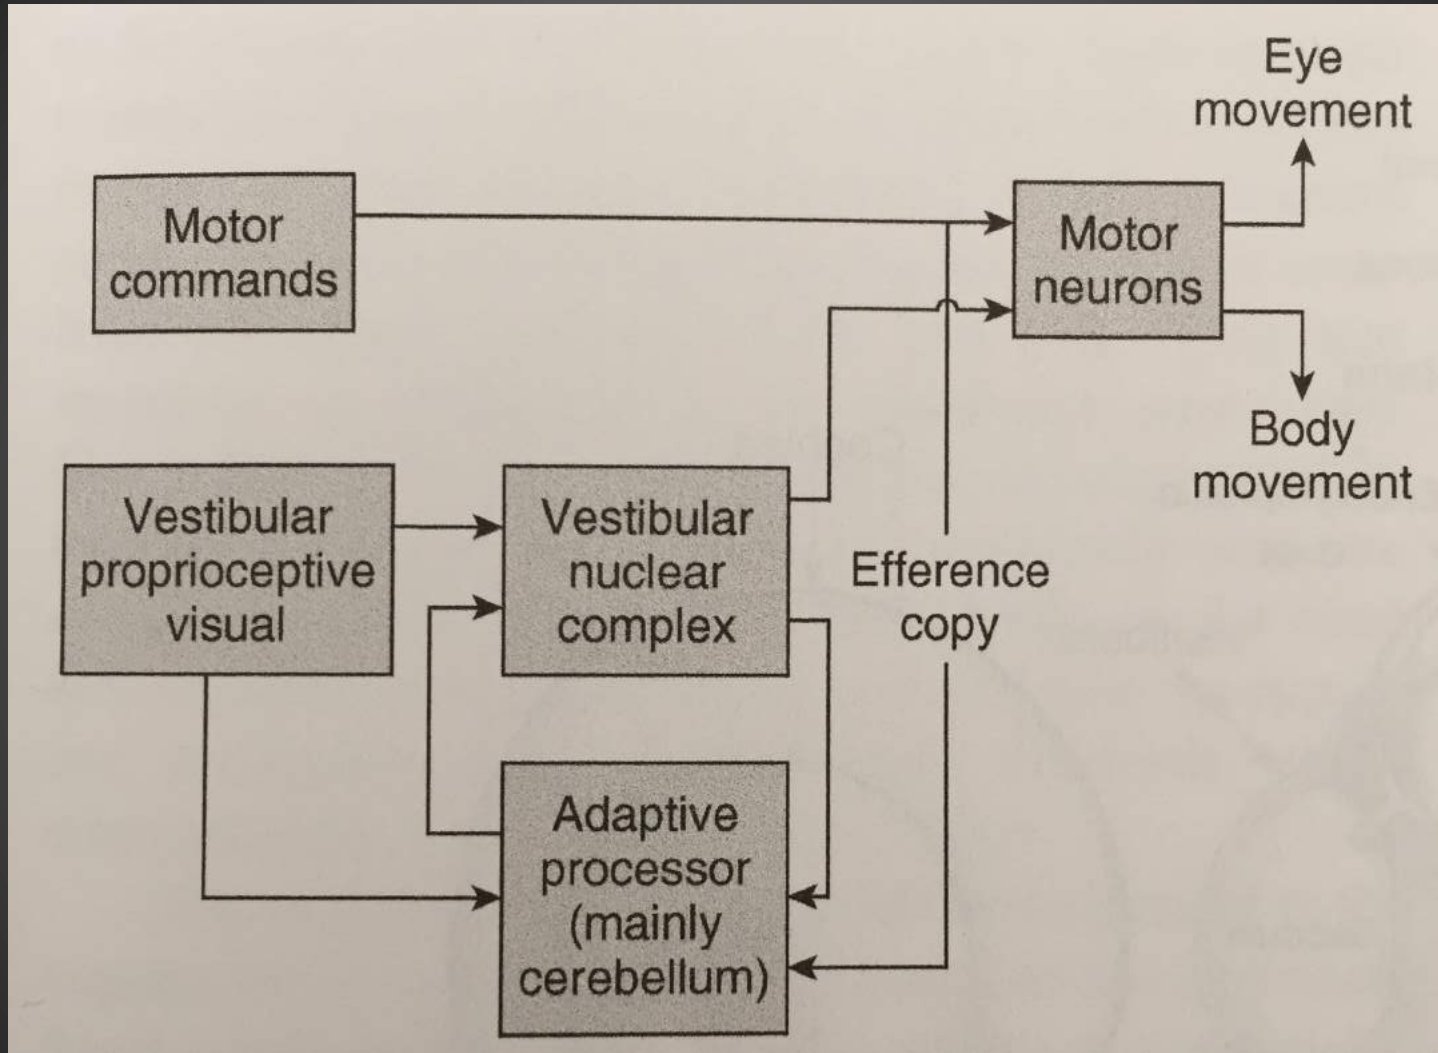 Eye
movement
Motor
commands
Motor
neurons
Body
movement
Vestibular
proprioceptive
visual
Vestibular
nuclear
complex
Efference
copy
Adaptive
processor
(mainly
cerebellum)